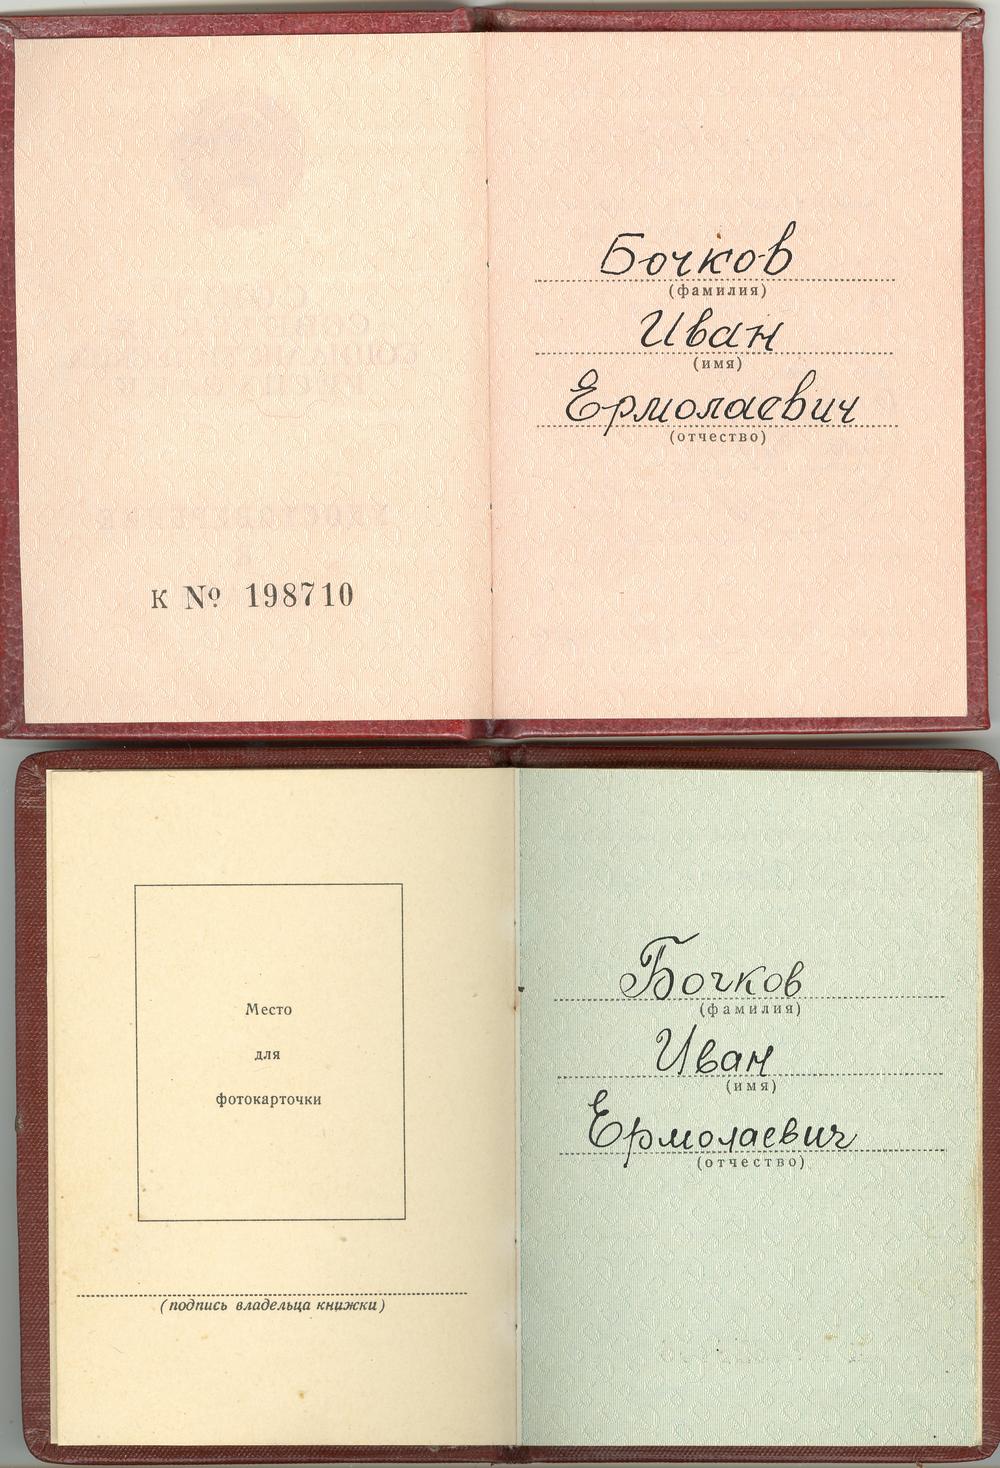 К № 198710
Бочков
(фамилия)
Иван
(имя)
Ермолаевич
(отчество)
Место
для
фотокарточки
(подпись владельца книжки)
Бочков
(фамилия)
Иван
(имя)
Ермолаевич
(отчество)